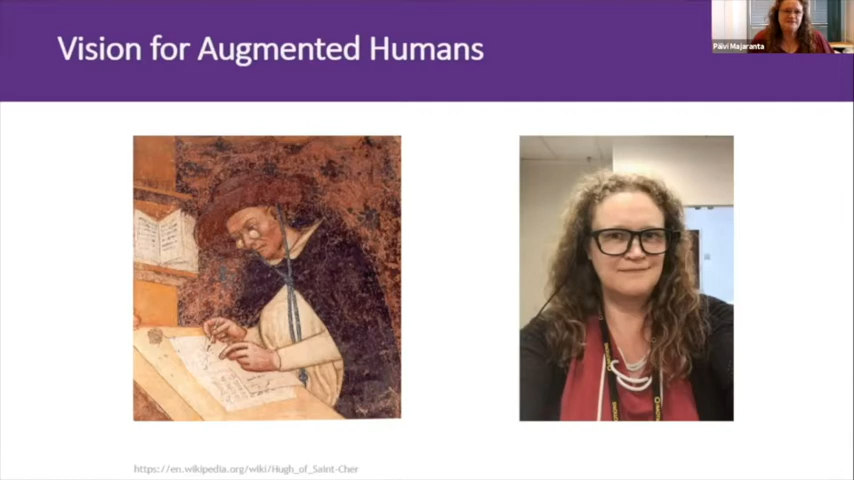 Vision for Augmented Humans
Päivi Majaranta
https://en.wikipedia.org/wiki/Hugh_of_Saint-Cher